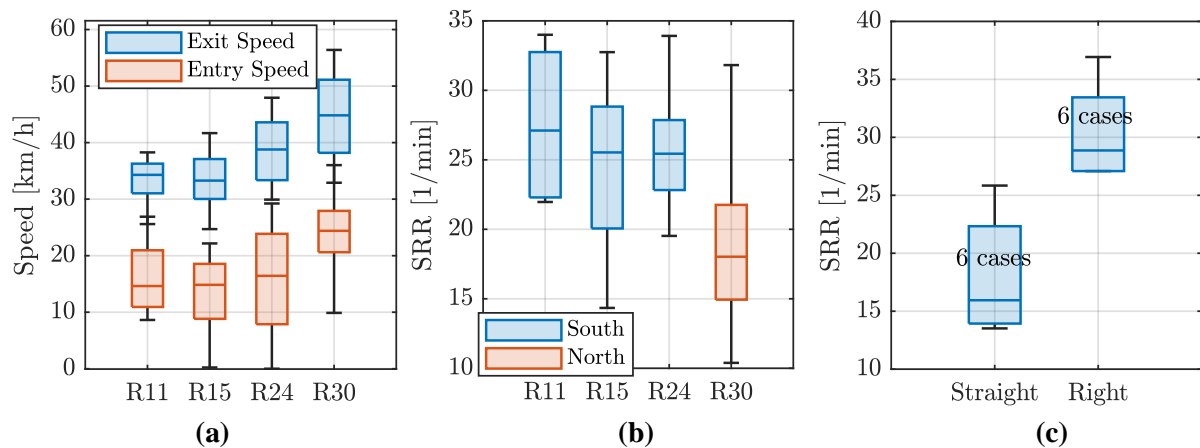 60
50
40
30
20
10
0
Speed [km/h]
Exit Speed
Entry Speed
R11 R15 R24 R30
(a)
35
30
25
20
15
10
SRR [1/min]
South
North
R11 R15 R24 R30
(b)
40
35
30
25
20
15
10
SRR [1/min]
6 cases
6 cases
Straight Right
(c)